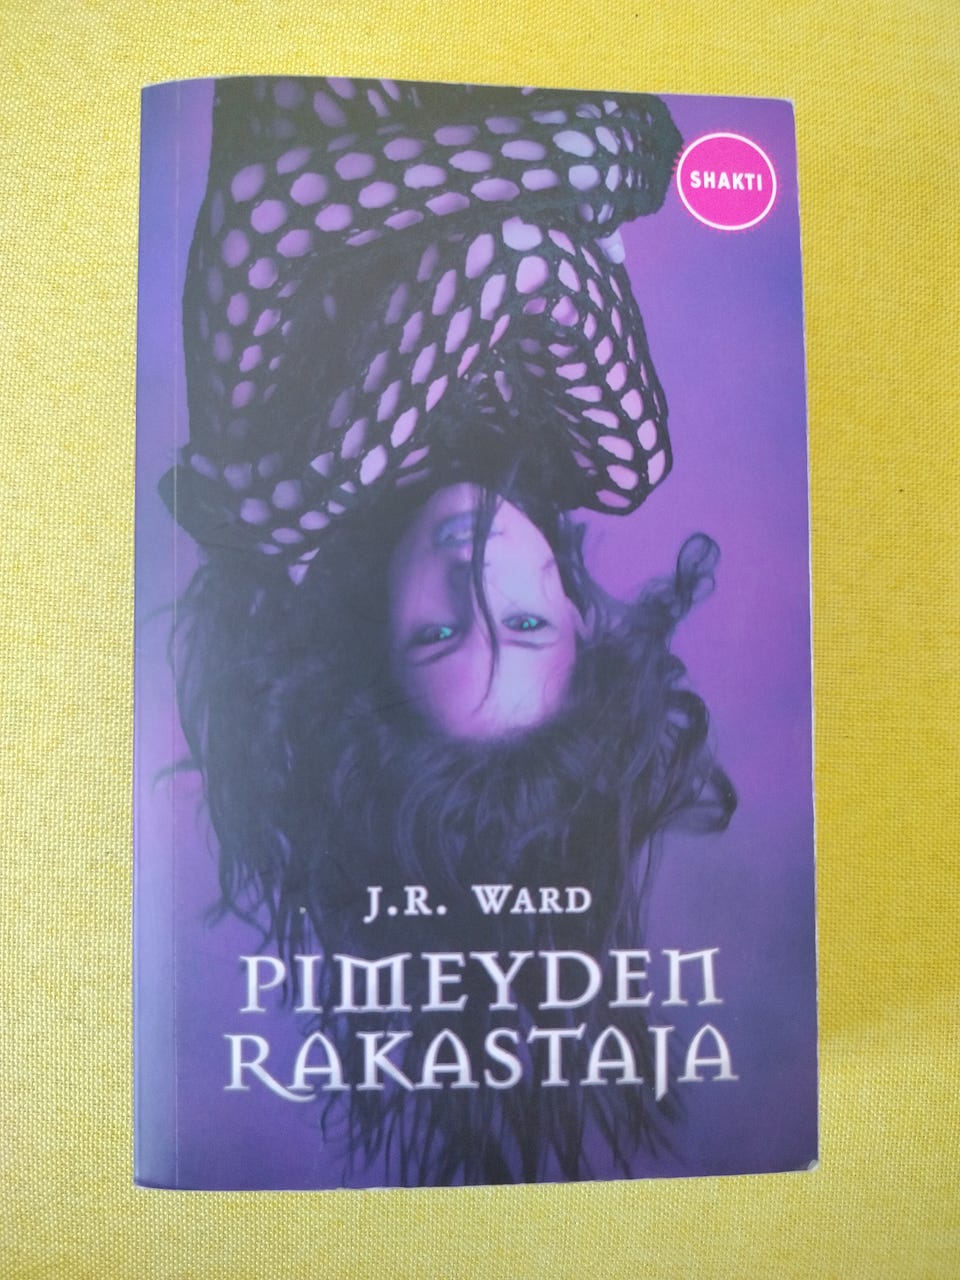 SHAKTI
J.R. WARD
PIMEYDEN
RAKASTAJA